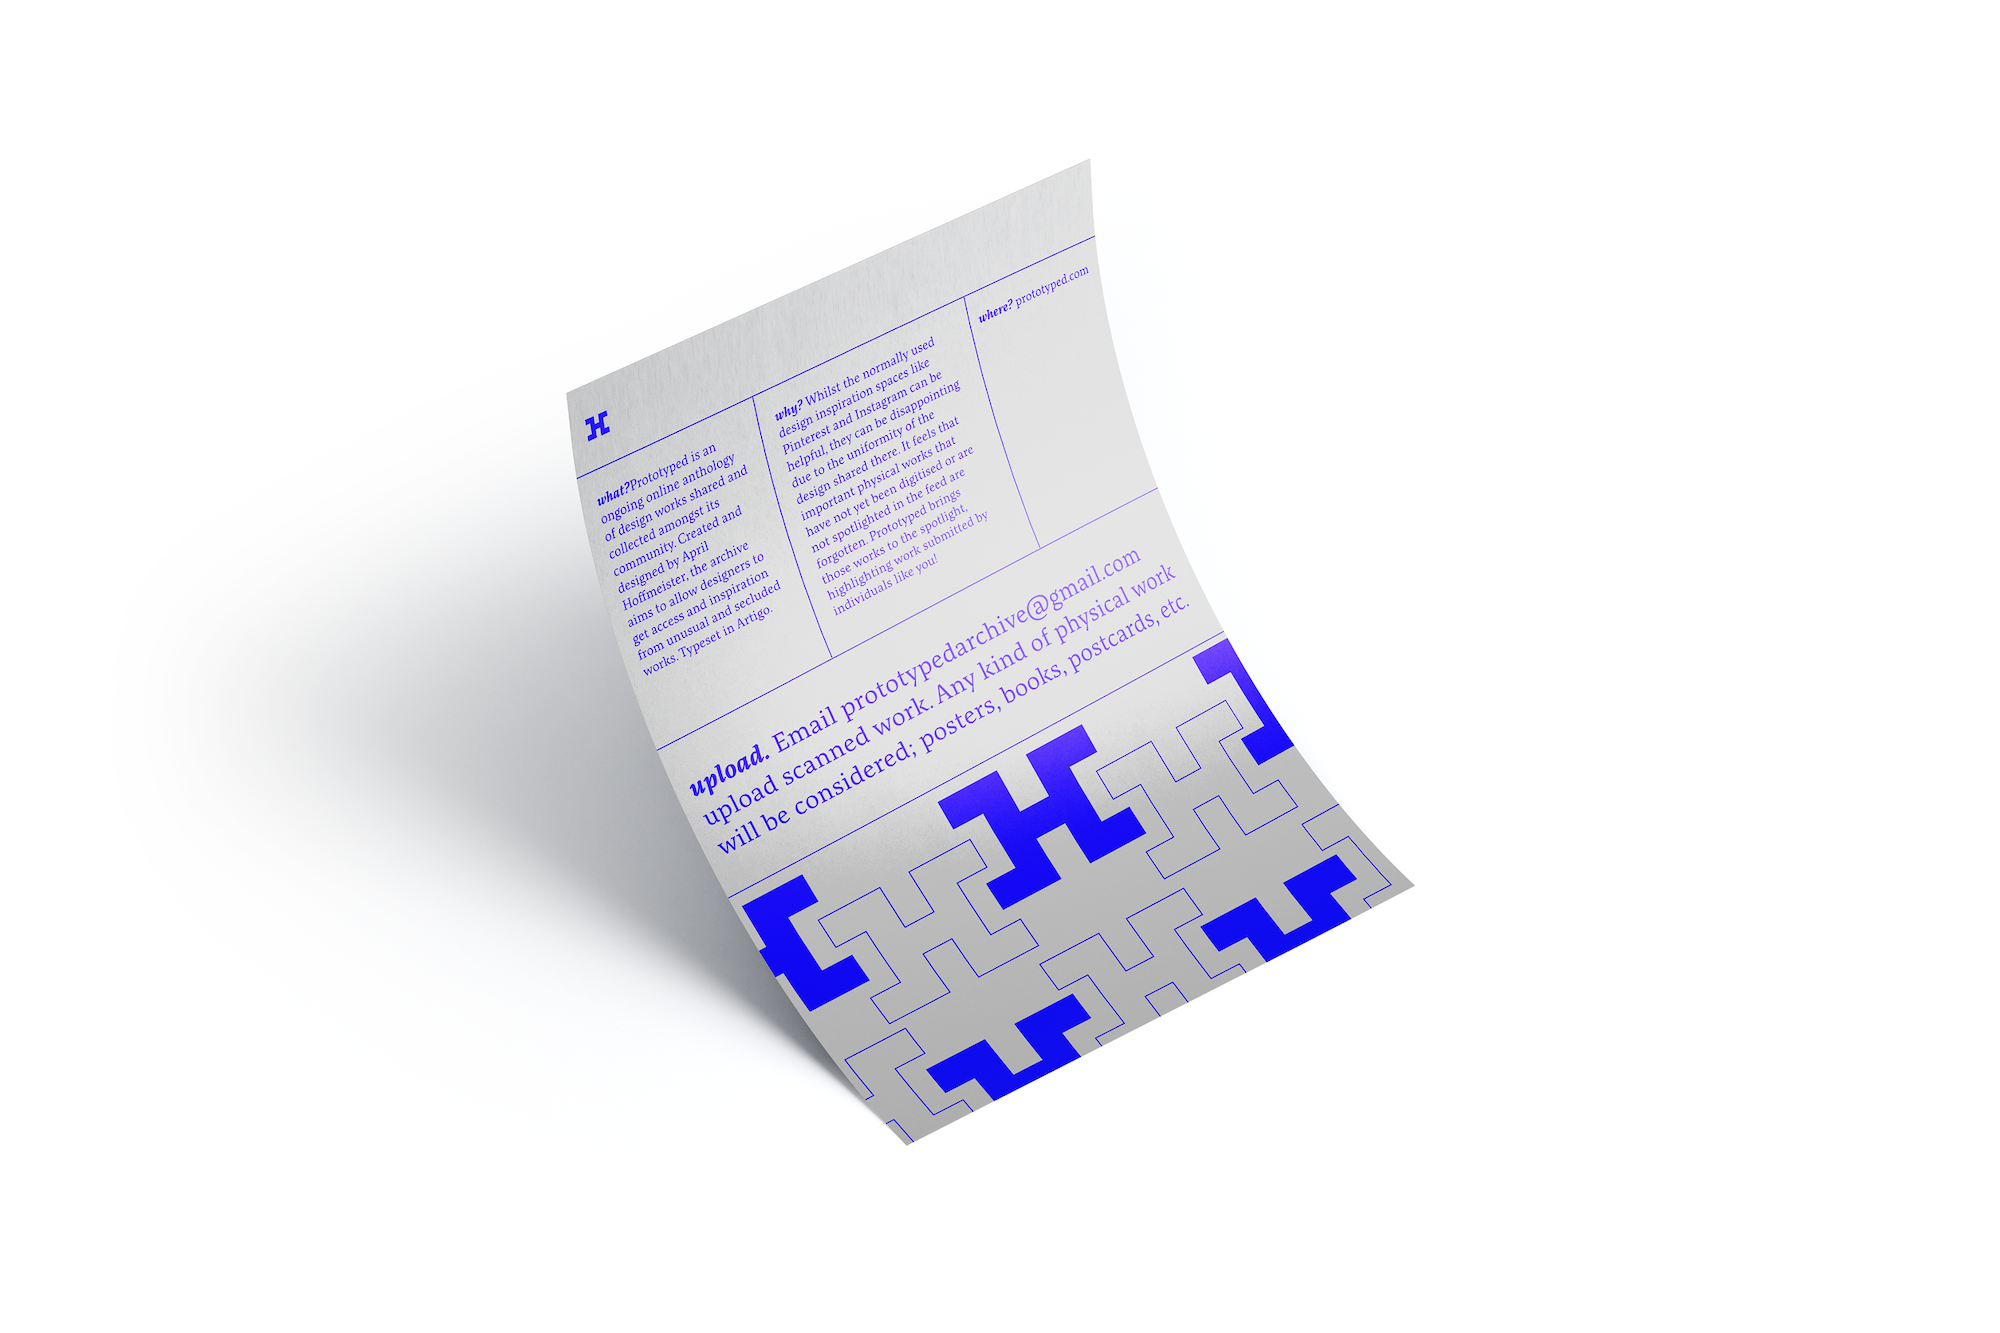 what?Prototyped is an
ongoing online anthology
of design works shared and
collected amongst its
community. Created and
designed by April
Hoffmeister, the archive
aims to allow designers to
get access and inspiration
from unusual and secluded
works. Typeset in Artigo.
why? Whilst the normally used
design inspiration spaces like
Pinterest and Instagram can be
helpful, they can be disappointing
due to the uniformity of the
design shared there. It feels that
important physical works that
have not yet been digitised or are
not spotlighted in the feed are
forgotten. Prototyped brings
those works to the spotlight,
highlighting work submitted by
individuals like you!
where? prototyped.com
upload. Email prototypedarchive@gmail.com
upload scanned work. Any kind of physical work
will be considered; posters, books, postcards, etc.